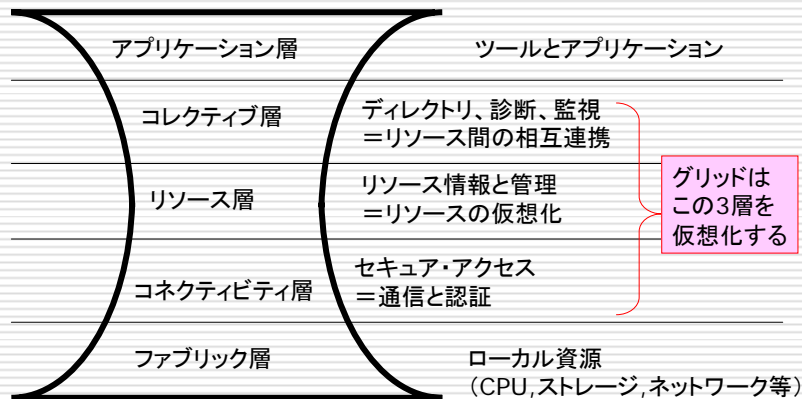 アプリケーション層
ツールとアプリケーション
コレクティブ層
ディレクトリ、診断、監視
＝リソース間の相互連携
リソース層
リソース情報と管理
＝リソースの仮想化
グリッドは
この3層を
仮想化する
コネクティビティ層
セキュア・アクセス
＝通信と認証
ファブリック層
ローカル資源
（CPU,ストレージ,ネットワーク等）